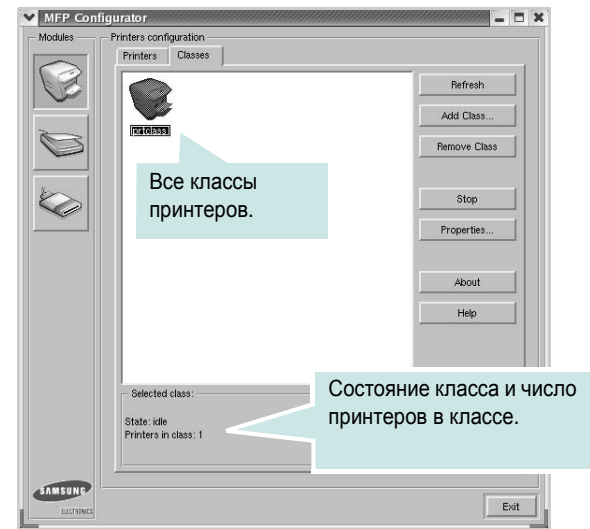 MFP Configurator
Modules
Printers configuration
Printers
Classes
prtclass
Все классы
принтеров.
Refresh
Add Class...
Remove Class
Stop
Properties...
About
Help
Selected class:
State: idle
Printers in class: 1
Состояние класса и число
принтеров в классе.
SAMSUNG
ELECTRONICS
Exit